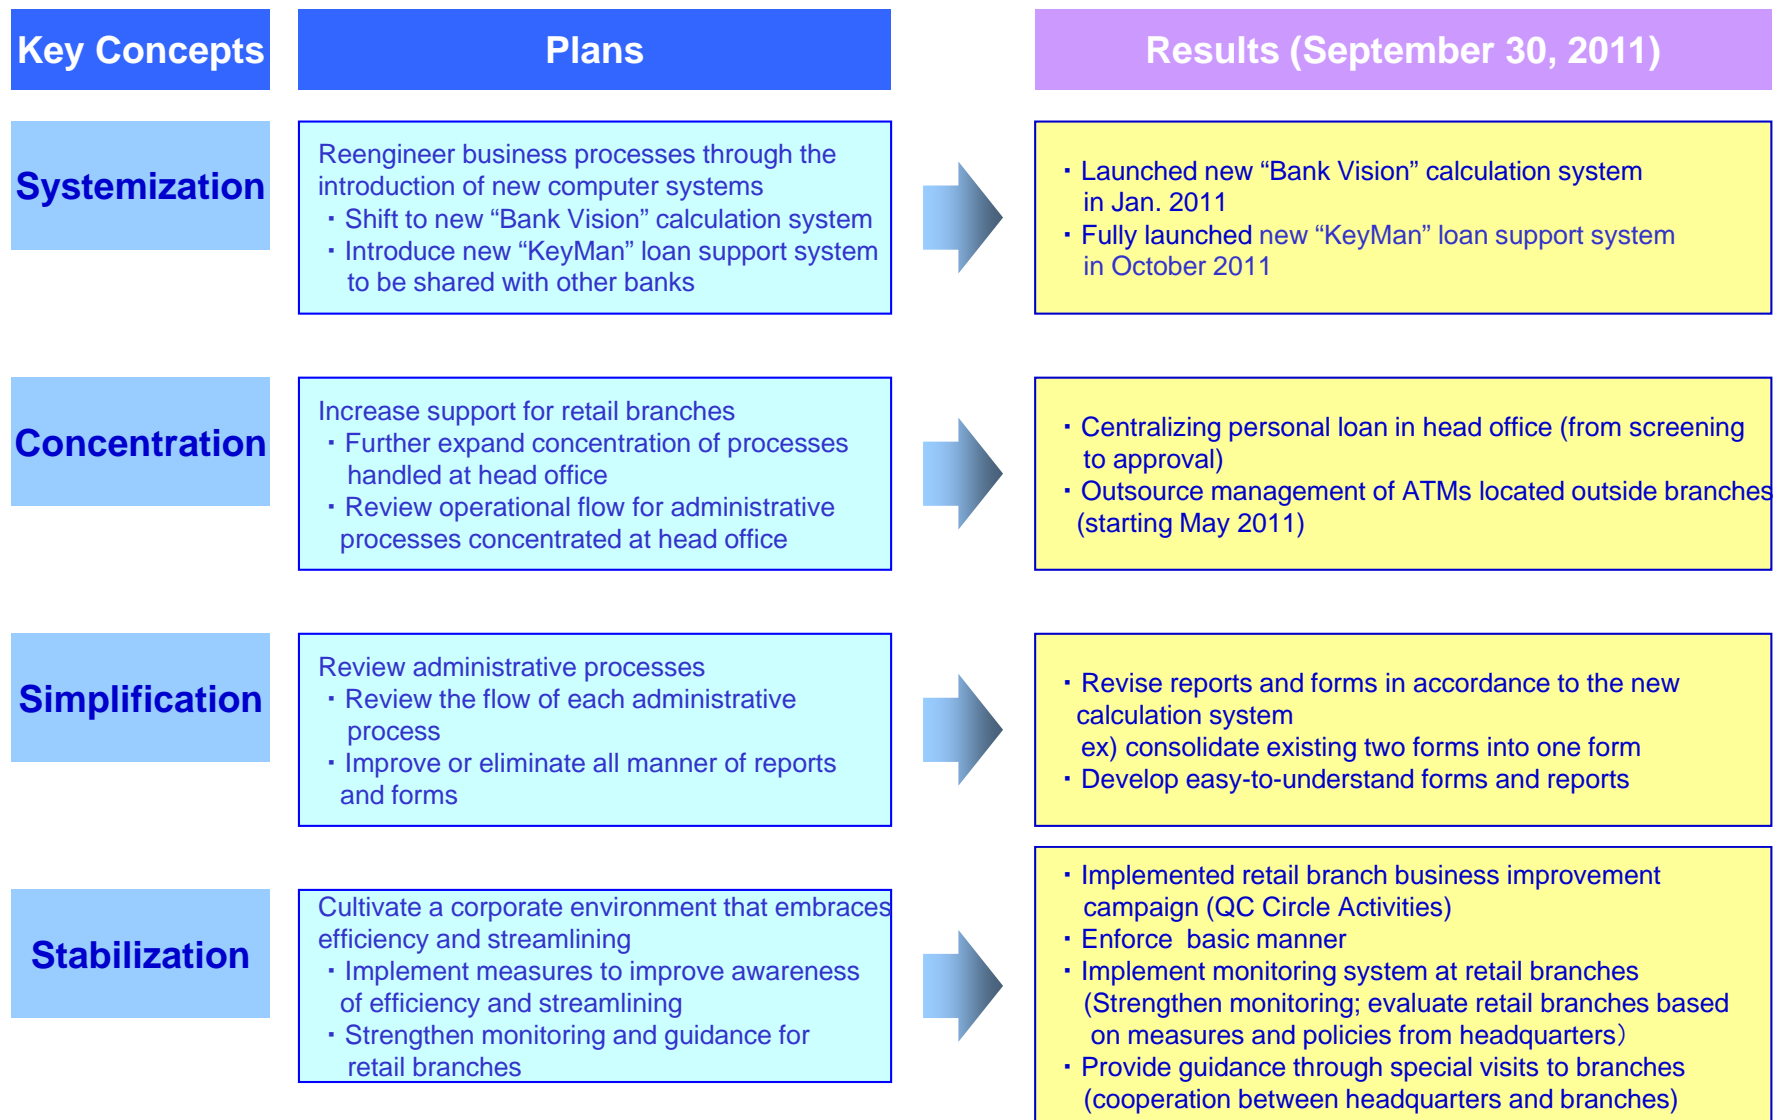 Key Concepts
Plans
Results (September 30, 2011)
Systemization
Reengineer business processes through the
introduction of new computer systems
・Shift to new “Bank Vision” calculation system
・Introduce new “KeyMan” loan support system
to be shared with other banks
・Launched new “Bank Vision” calculation system
in Jan. 2011
・Fully launched new “KeyMan” loan support system
in October 2011
Concentration
Increase support for retail branches
・Further expand concentration of processes
handled at head office
・Review operational flow for administrative
processes concentrated at head office
・Centralizing personal loan in head office (from screening
to approval)
・Outsource management of ATMs located outside branches
(starting May 2011)
Simplification
Review administrative processes
・Review the flow of each administrative
process
・Improve or eliminate all manner of reports
and forms
・Revise reports and forms in accordance to the new
calculation system
ex) consolidate existing two forms into one form
・Develop easy-to-understand forms and reports
Stabilization
Cultivate a corporate environment that embraces
efficiency and streamlining
・Implement measures to improve awareness
of efficiency and streamlining
・Strengthen monitoring and guidance for
retail branches
・Implemented retail branch business improvement
campaign (QC Circle Activities)
・Enforce basic manner
・Implement monitoring system at retail branches
(Strengthen monitoring; evaluate retail branches based
on measures and policies from headquarters）
・Provide guidance through special visits to branches
(cooperation between headquarters and branches)